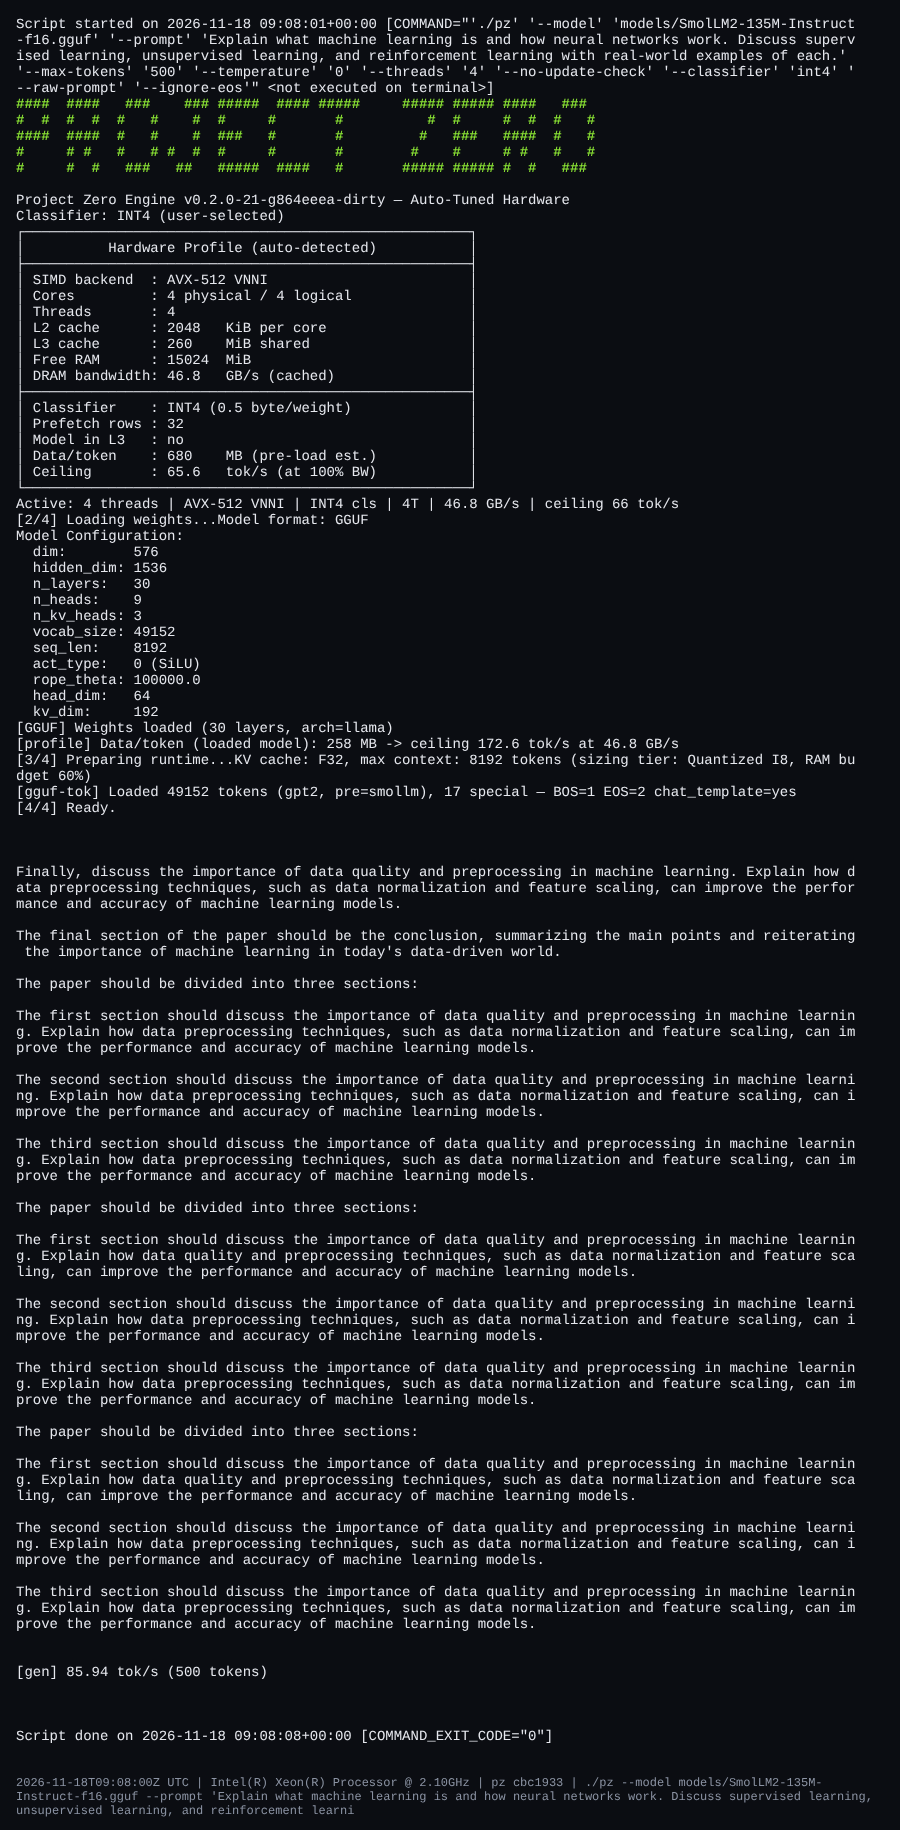 Script started on 2026-11-18 09:08:01+00:00 [COMMAND="'./pz' '--model' 'models/SmolLM2-135M-Instruct
-f16.gguf' '--prompt' 'Explain what machine learning is and how neural networks work. Discuss superv
ised learning, unsupervised learning, and reinforcement learning with real-world examples of each.'
'--max-tokens' '500' '--temperature' '0' '--threads' '4' '--no-update-check' '--classifier' 'int4' '
--raw-prompt' '--ignore-eos'" <not executed on terminal>]
PROJECT ZERO
Project Zero Engine v0.2.0-21-g864eeea-dirty — Auto-Tuned Hardware
Classifier: INT4 (user-selected)
Hardware Profile (auto-detected)
SIMD backend : AVX-512 VNNI
Cores : 4 physical / 4 logical
Threads : 4
L2 cache : 2048 KiB per core
L3 cache : 260 MiB shared
Free RAM : 15024 MiB
DRAM bandwidth: 46.8 GB/s (cached)
Classifier : INT4 (0.5 byte/weight)
Prefetch rows : 32
Model in L3 : no
Data/token : 680 MB (pre-load est.)
Ceiling : 65.6 tok/s (at 100% BW)
Active: 4 threads | AVX-512 VNNI | INT4 cls | 4T | 46.8 GB/s | ceiling 66 tok/s
[2/4] Loading weights...Model format: GGUF
Model Configuration:
dim: 576
hidden_dim: 1536
n_layers: 30
n_heads: 9
n_kv_heads: 3
vocab_size: 49152
seq_len: 8192
act_type: 0 (SiLU)
rope_theta: 100000.0
head_dim: 64
kv_dim: 192
[GGUF] Weights loaded (30 layers, arch=llama)
[profile] Data/token (loaded model): 258 MB -> ceiling 172.6 tok/s at 46.8 GB/s
[3/4] Preparing runtime...KV cache: F32, max context: 8192 tokens (sizing tier: Quantized I8, RAM bu
dget 60%)
[gguf-tok] Loaded 49152 tokens (gpt2, pre=smollm), 17 special — BOS=1 EOS=2 chat_template=yes
[4/4] Ready.
Finally, discuss the importance of data quality and preprocessing in machine learning. Explain how d
ata preprocessing techniques, such as data normalization and feature scaling, can improve the perfor
mance and accuracy of machine learning models.
The final section of the paper should be the conclusion, summarizing the main points and reiterating
the importance of machine learning in today's data-driven world.
The paper should be divided into three sections:
The first section should discuss the importance of data quality and preprocessing in machine learnin
g. Explain how data preprocessing techniques, such as data normalization and feature scaling, can im
prove the performance and accuracy of machine learning models.
The second section should discuss the importance of data quality and preprocessing in machine learni
ng. Explain how data preprocessing techniques, such as data normalization and feature scaling, can i
mprove the performance and accuracy of machine learning models.
The third section should discuss the importance of data quality and preprocessing in machine learnin
g. Explain how data preprocessing techniques, such as data normalization and feature scaling, can im
prove the performance and accuracy of machine learning models.
The paper should be divided into three sections:
The first section should discuss the importance of data quality and preprocessing in machine learnin
g. Explain how data quality and preprocessing techniques, such as data normalization and feature sca
ling, can improve the performance and accuracy of machine learning models.
The second section should discuss the importance of data quality and preprocessing in machine learni
ng. Explain how data preprocessing techniques, such as data normalization and feature scaling, can i
mprove the performance and accuracy of machine learning models.
The third section should discuss the importance of data quality and preprocessing in machine learnin
g. Explain how data preprocessing techniques, such as data normalization and feature scaling, can im
prove the performance and accuracy of machine learning models.
The paper should be divided into three sections:
The first section should discuss the importance of data quality and preprocessing in machine learnin
g. Explain how data quality and preprocessing techniques, such as data normalization and feature sca
ling, can improve the performance and accuracy of machine learning models.
The second section should discuss the importance of data quality and preprocessing in machine learni
ng. Explain how data preprocessing techniques, such as data normalization and feature scaling, can i
mprove the performance and accuracy of machine learning models.
The third section should discuss the importance of data quality and preprocessing in machine learnin
g. Explain how data preprocessing techniques, such as data normalization and feature scaling, can im
prove the performance and accuracy of machine learning models.
[gen] 85.94 tok/s (500 tokens)
Script done on 2026-11-18 09:08:08+00:00 [COMMAND_EXIT_CODE="0"]
2026-11-18T09:08:00Z UTC | Intel(R) Xeon(R) Processor @ 2.10GHz | pz cbc1933 | ./pz --model models/SmolLM2-135M-
Instruct-f16.gguf --prompt 'Explain what machine learning is and how neural networks work. Discuss supervised learning,
unsupervised learning, and reinforcement learni